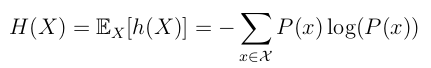 H(X) = 𝔼_X[h(X)] = − ∑_{x∈𝒳} P(x) log(P(x))